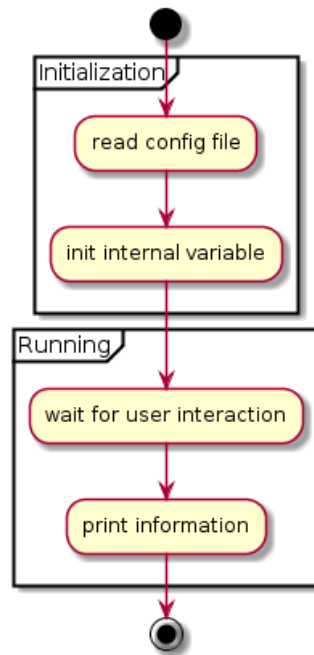 Initialization
read config file
init internal variable
Running
wait for user interaction
print information